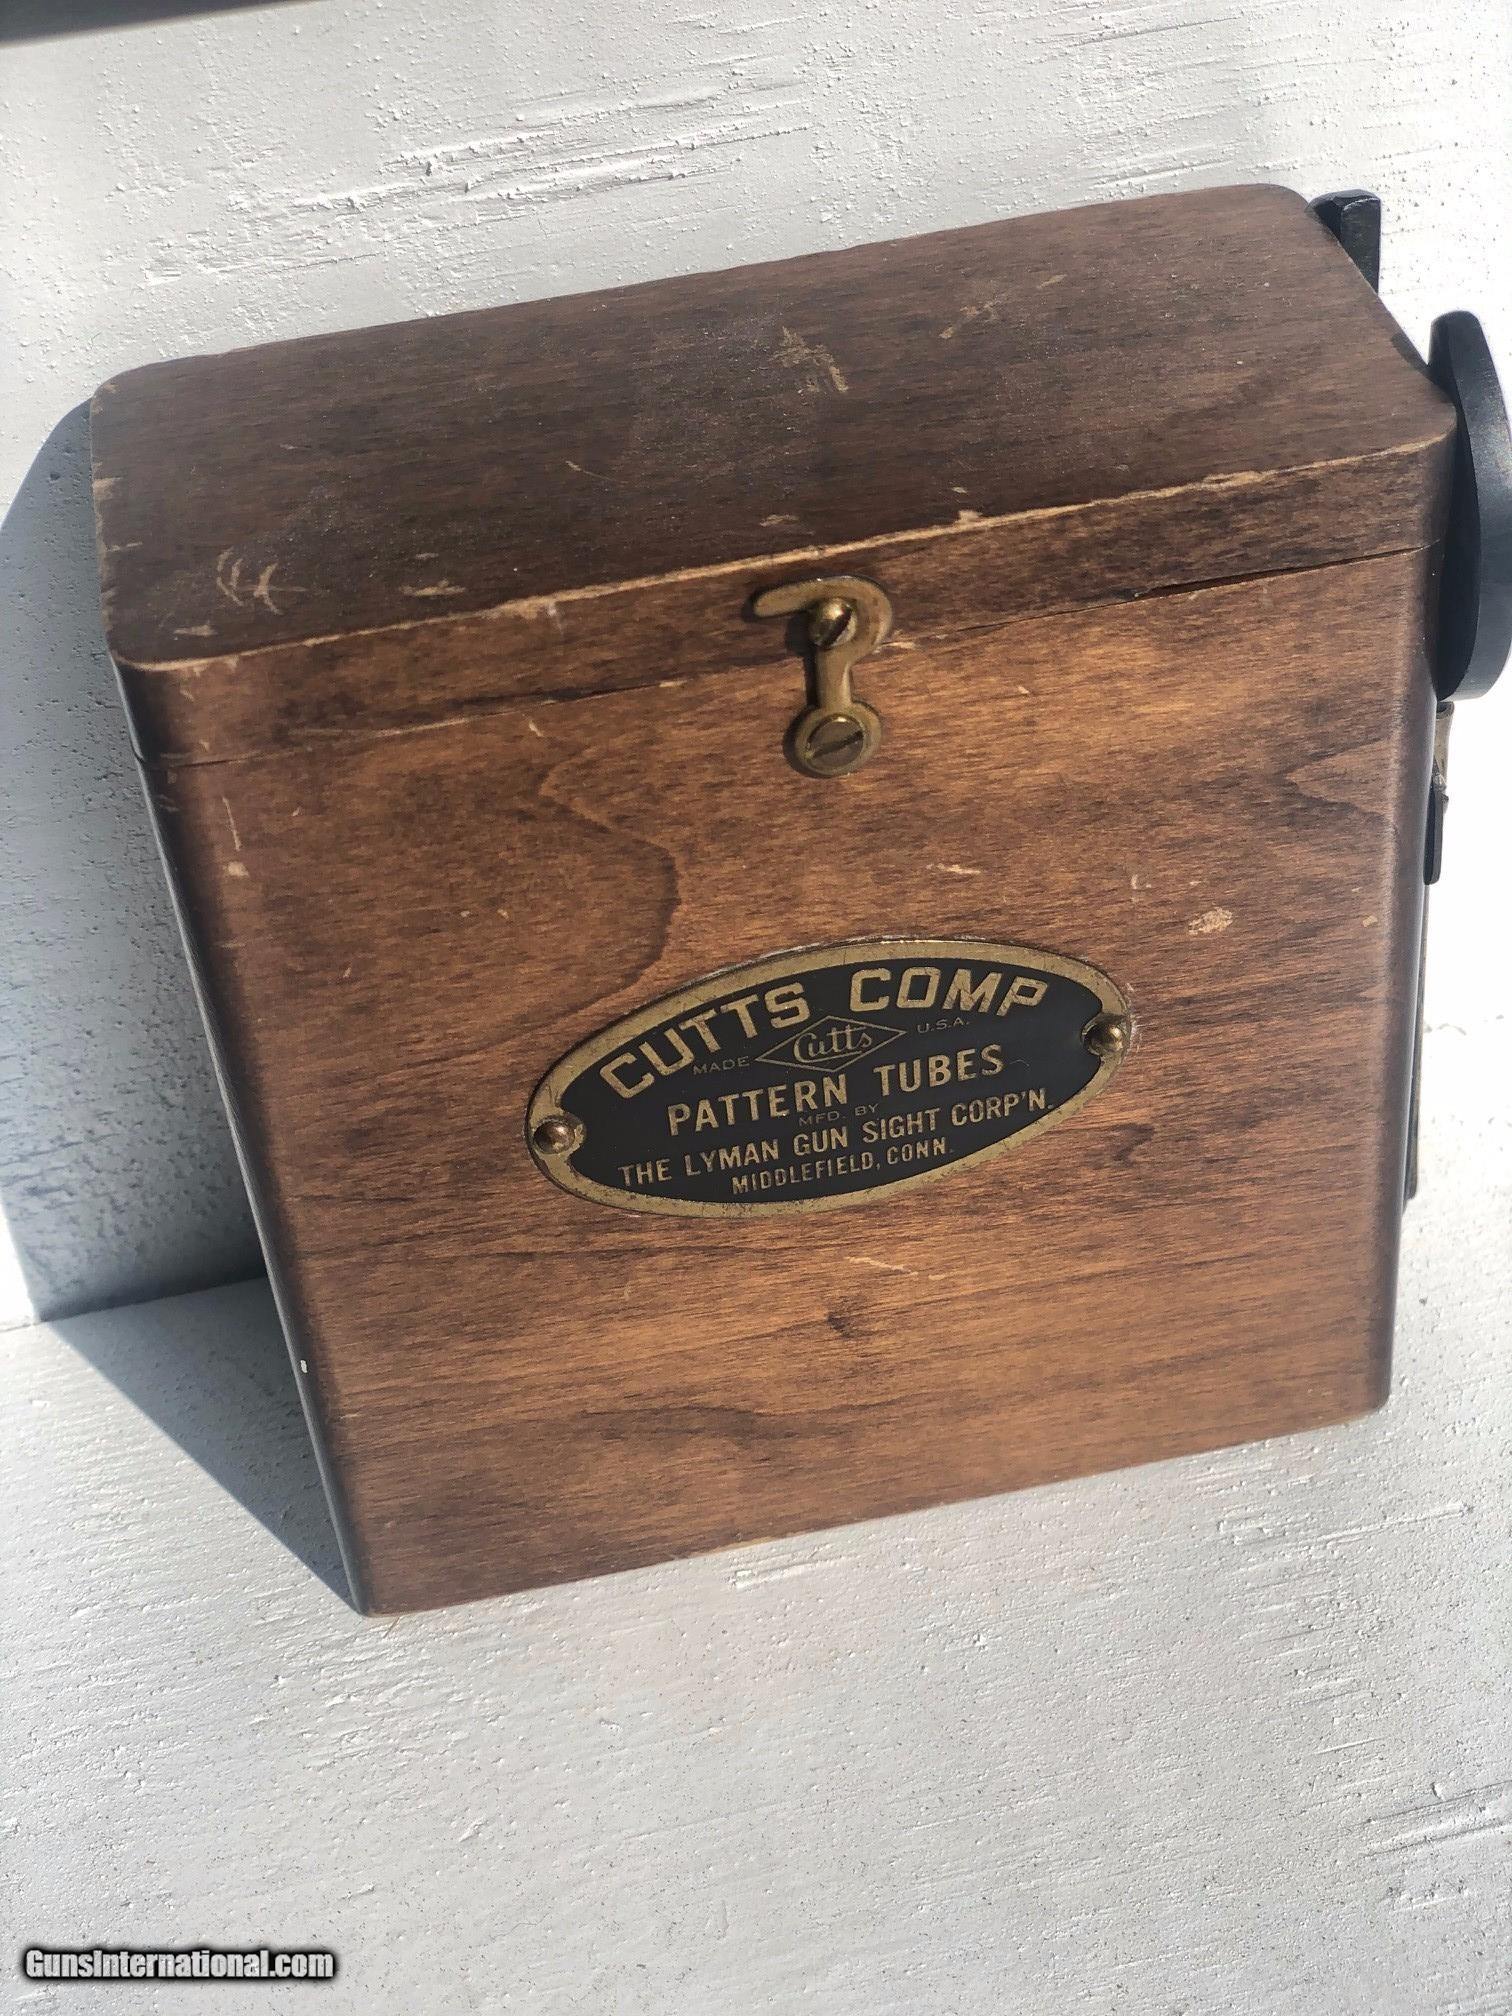 CUTTS COMP
MADE Cutts U.S.A.
PATTERN TUBES
MFD. BY
THE LYMAN GUN SIGHT CORP'N.
MIDDLEFIELD, CONN.
GunsInternational.com